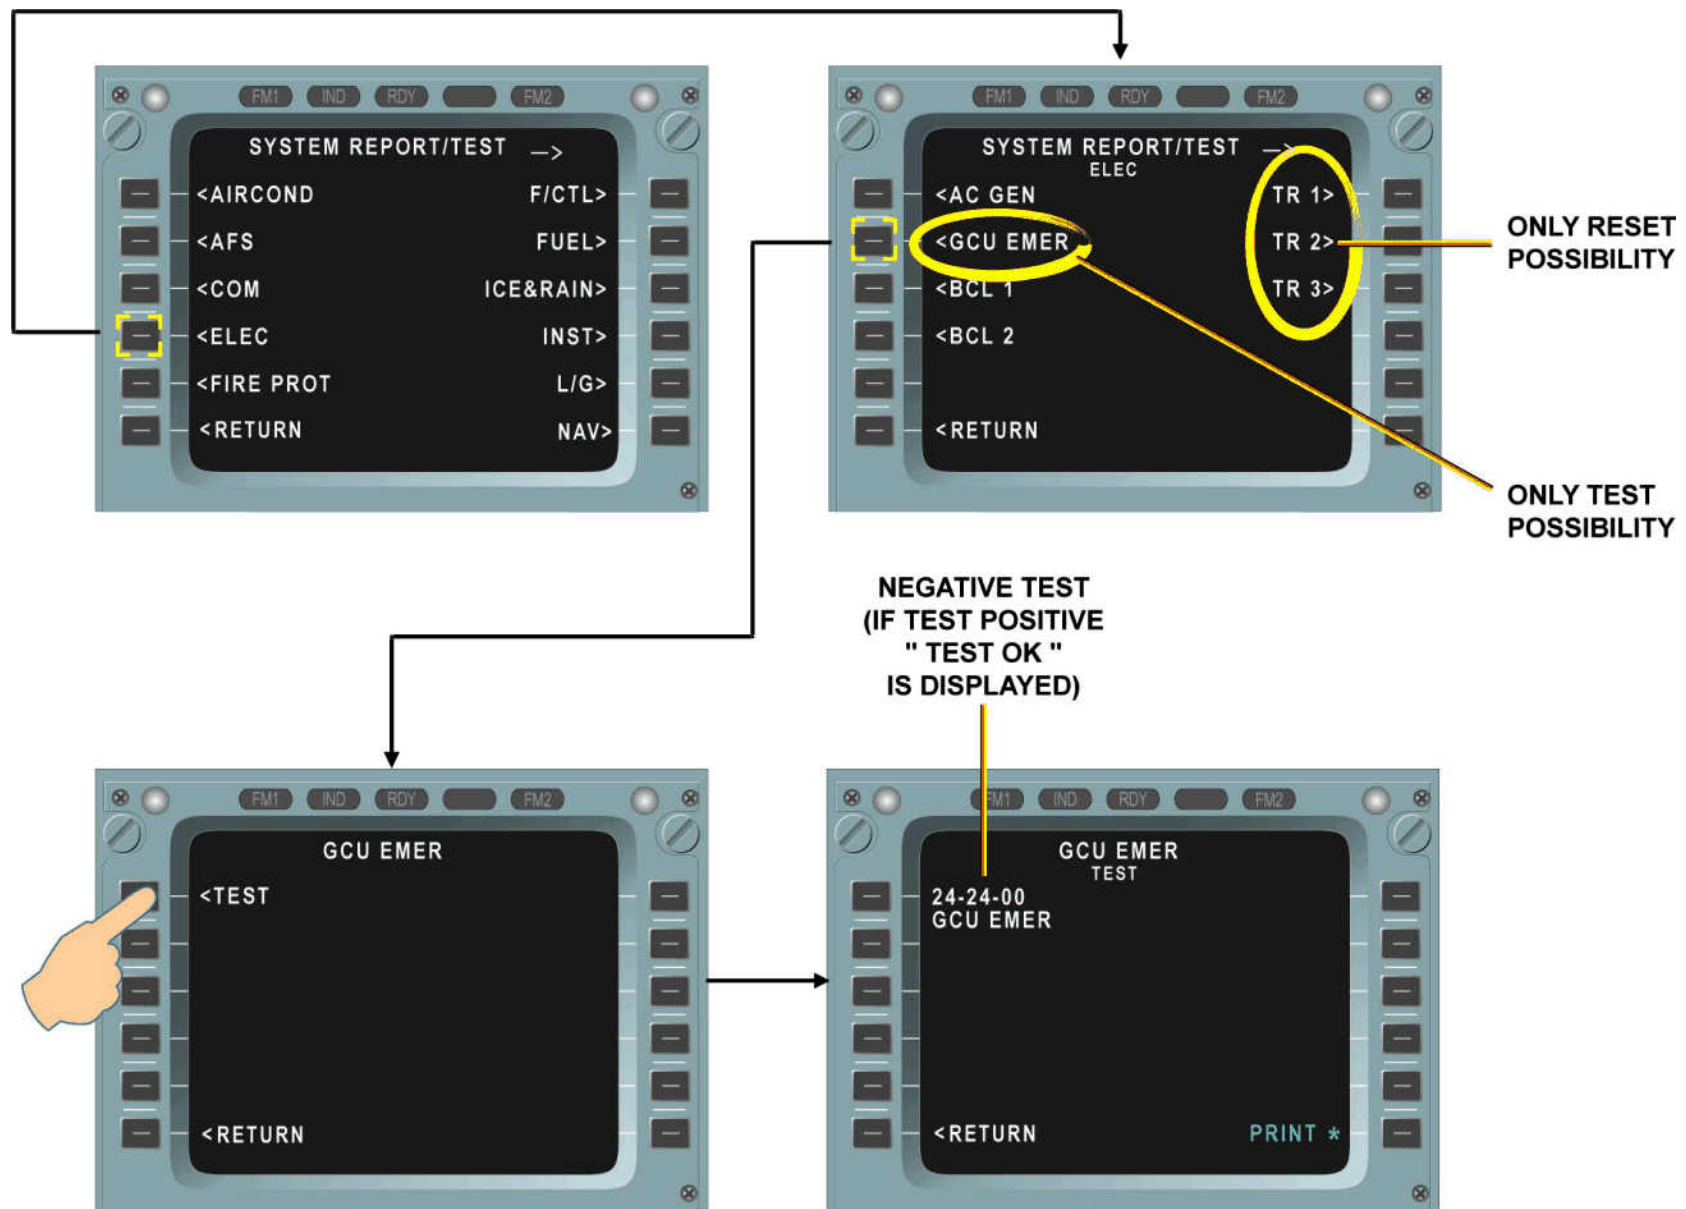 FM1 IND RDY FM2
SYSTEM REPORT/TEST —>
<AIRCOND F/CTL>
<AFS FUEL>
<COM ICE&RAIN>
<ELEC INST>
<FIRE PROT L/G>
<RETURN NAV>
FM1 IND RDY FM2
SYSTEM REPORT/TEST —>
ELEC
<AC GEN TR 1>
<GCU EMER TR 2>
<BCL 1 TR 3>
<BCL 2
<RETURN
ONLY RESET
POSSIBILITY
ONLY TEST
POSSIBILITY
NEGATIVE TEST
(IF TEST POSITIVE
" TEST OK "
IS DISPLAYED)
FM1 IND RDY FM2
GCU EMER
<TEST
<RETURN
FM1 IND RDY FM2
GCU EMER
TEST
24-24-00
GCU EMER
<RETURN PRINT *